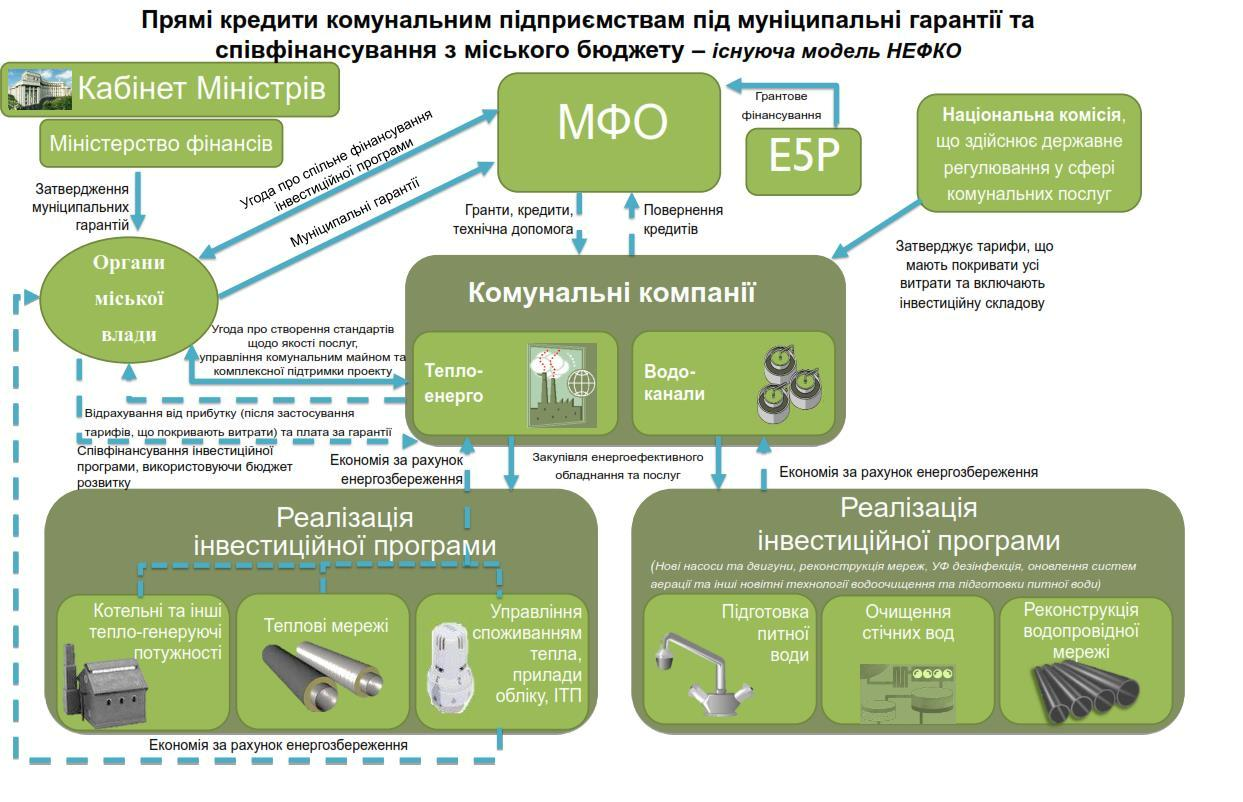 Прямі кредити комунальним підприємствам під муніципальні гарантії та
співфінансування з міського бюджету – існуюча модель НЕФКО
Кабінет Міністрів
Міністерство фінансів
Затвердження
муніципальних
гарантій
Угода про спільне фінансування
інвестиційної програми
Муніципальні гарантії
МФО
Грантове
фінансування
E5P
Національна комісія,
що здійснює державне
регулювання у сфері
комунальних послуг
Гранти, кредити,
технічна допомога
Повернення
кредитів
Затверджує тарифи, що
мають покривати усі
витрати та включають
інвестиційну складову
Органи
міської
влади
Комунальні компанії
Угода про створення стандартів
щодо якості послуг,
управління комунальним майном та
комплексної підтримки проекту
Тепло-
енерго
Водо-
канали
Відрахування від прибутку (після застосування
тарифів, що покривають витрати) та плата за гарантії
Співфінансування інвестиційної
програми, використовуючи бюджет
розвитку
Економія за рахунок
енергозбереження
Закупівля енергоефективного
обладнання та послуг
Економія за рахунок енергозбереження
Реалізація
інвестиційної програми
Котельні та інші
тепло-генеруючі
потужності
Теплові мережі
Управління
споживанням
тепла,
прилади
обліку, ІТП
Реалізація
інвестиційної програми
(Нові насоси та двигуни, реконструкція мереж, УФ дезінфекція, оновлення систем
аерації та інші новітні технології водоочищення та підготовки питної води)
Підготовка
питної
води
Очищення
стічних вод
Реконструкція
водопровідної
мережі
Економія за рахунок енергозбереження